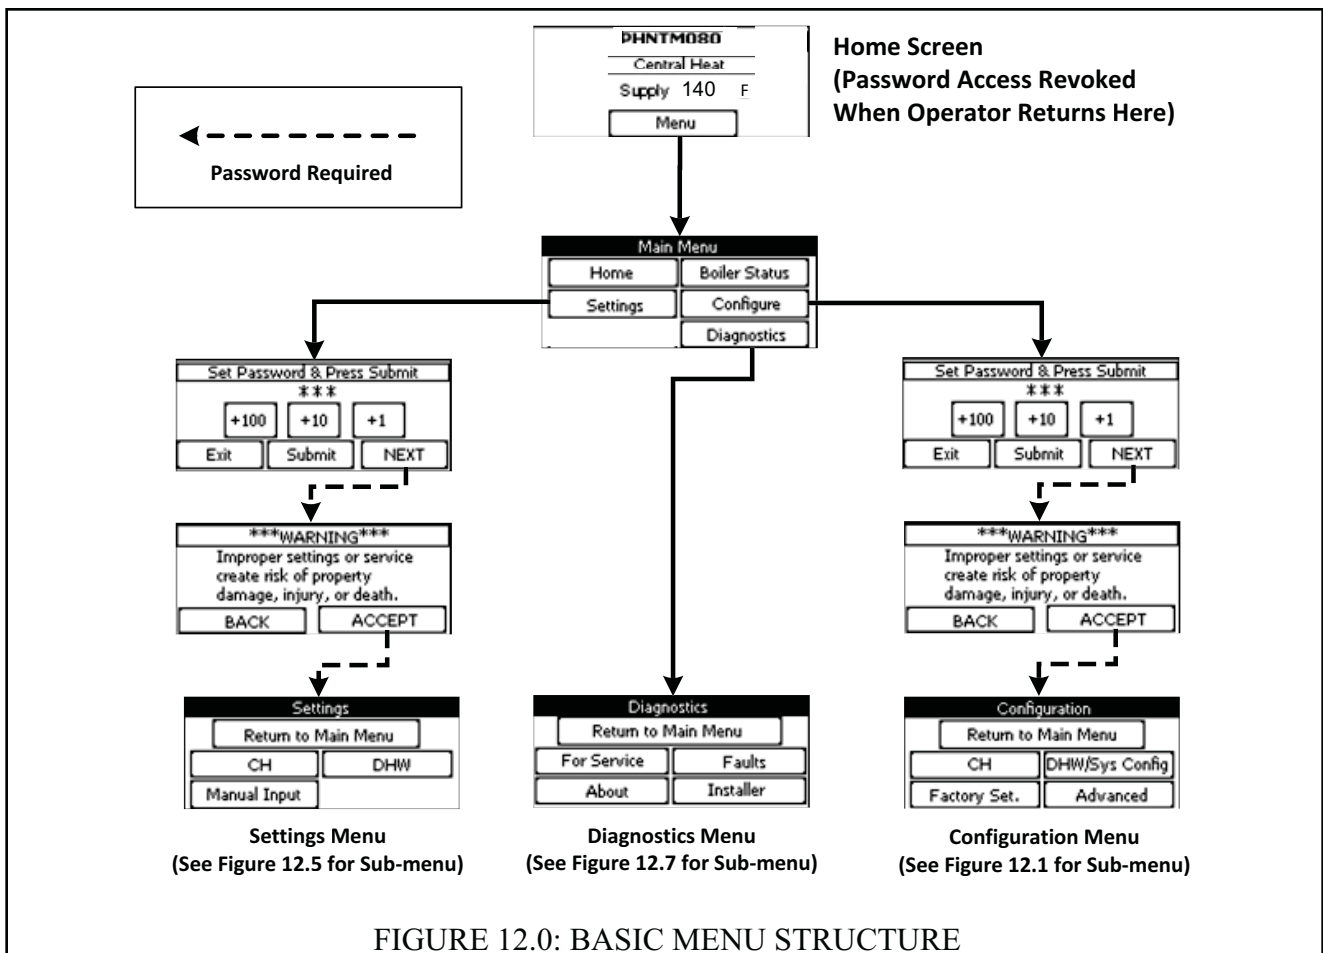 PHNTM080
Central Heat
Supply 140 F
Menu
Home Screen
(Password Access Revoked
When Operator Returns Here)
Password Required
Main Menu
Home
Boiler Status
Settings
Configure
Diagnostics
Set Password & Press Submit
***
+100 +10 +1
Exit Submit NEXT
Set Password & Press Submit
***
+100 +10 +1
Exit Submit NEXT
***WARNING***
Improper settings or service
create risk of property
damage, injury, or death.
BACK ACCEPT
***WARNING***
Improper settings or service
create risk of property
damage, injury, or death.
BACK ACCEPT
Settings
Return to Main Menu
CH DHW
Manual Input
Settings Menu
(See Figure 12.5 for Sub-menu)
Diagnostics
Return to Main Menu
For Service Faults
About Installer
Diagnostics Menu
(See Figure 12.7 for Sub-menu)
Configuration
Return to Main Menu
CH DHW/Sys Config
Factory Set. Advanced
Configuration Menu
(See Figure 12.1 for Sub-menu)
FIGURE 12.0: BASIC MENU STRUCTURE